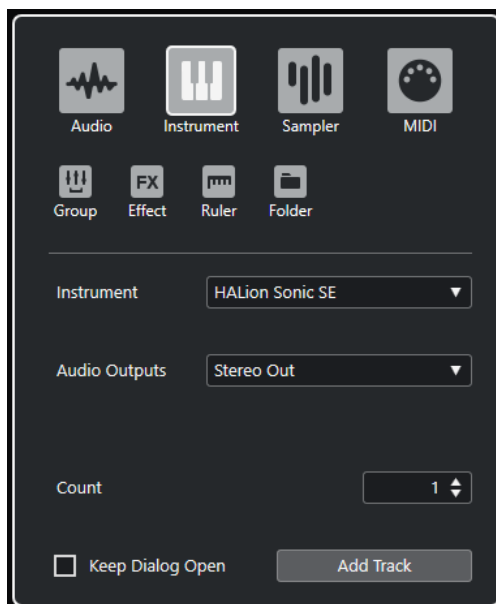 Audio Instrument Sampler MIDI
FX
Group Effect Ruler Folder
Instrument HALion Sonic SE
Audio Outputs Stereo Out
Count 1
Keep Dialog Open Add Track